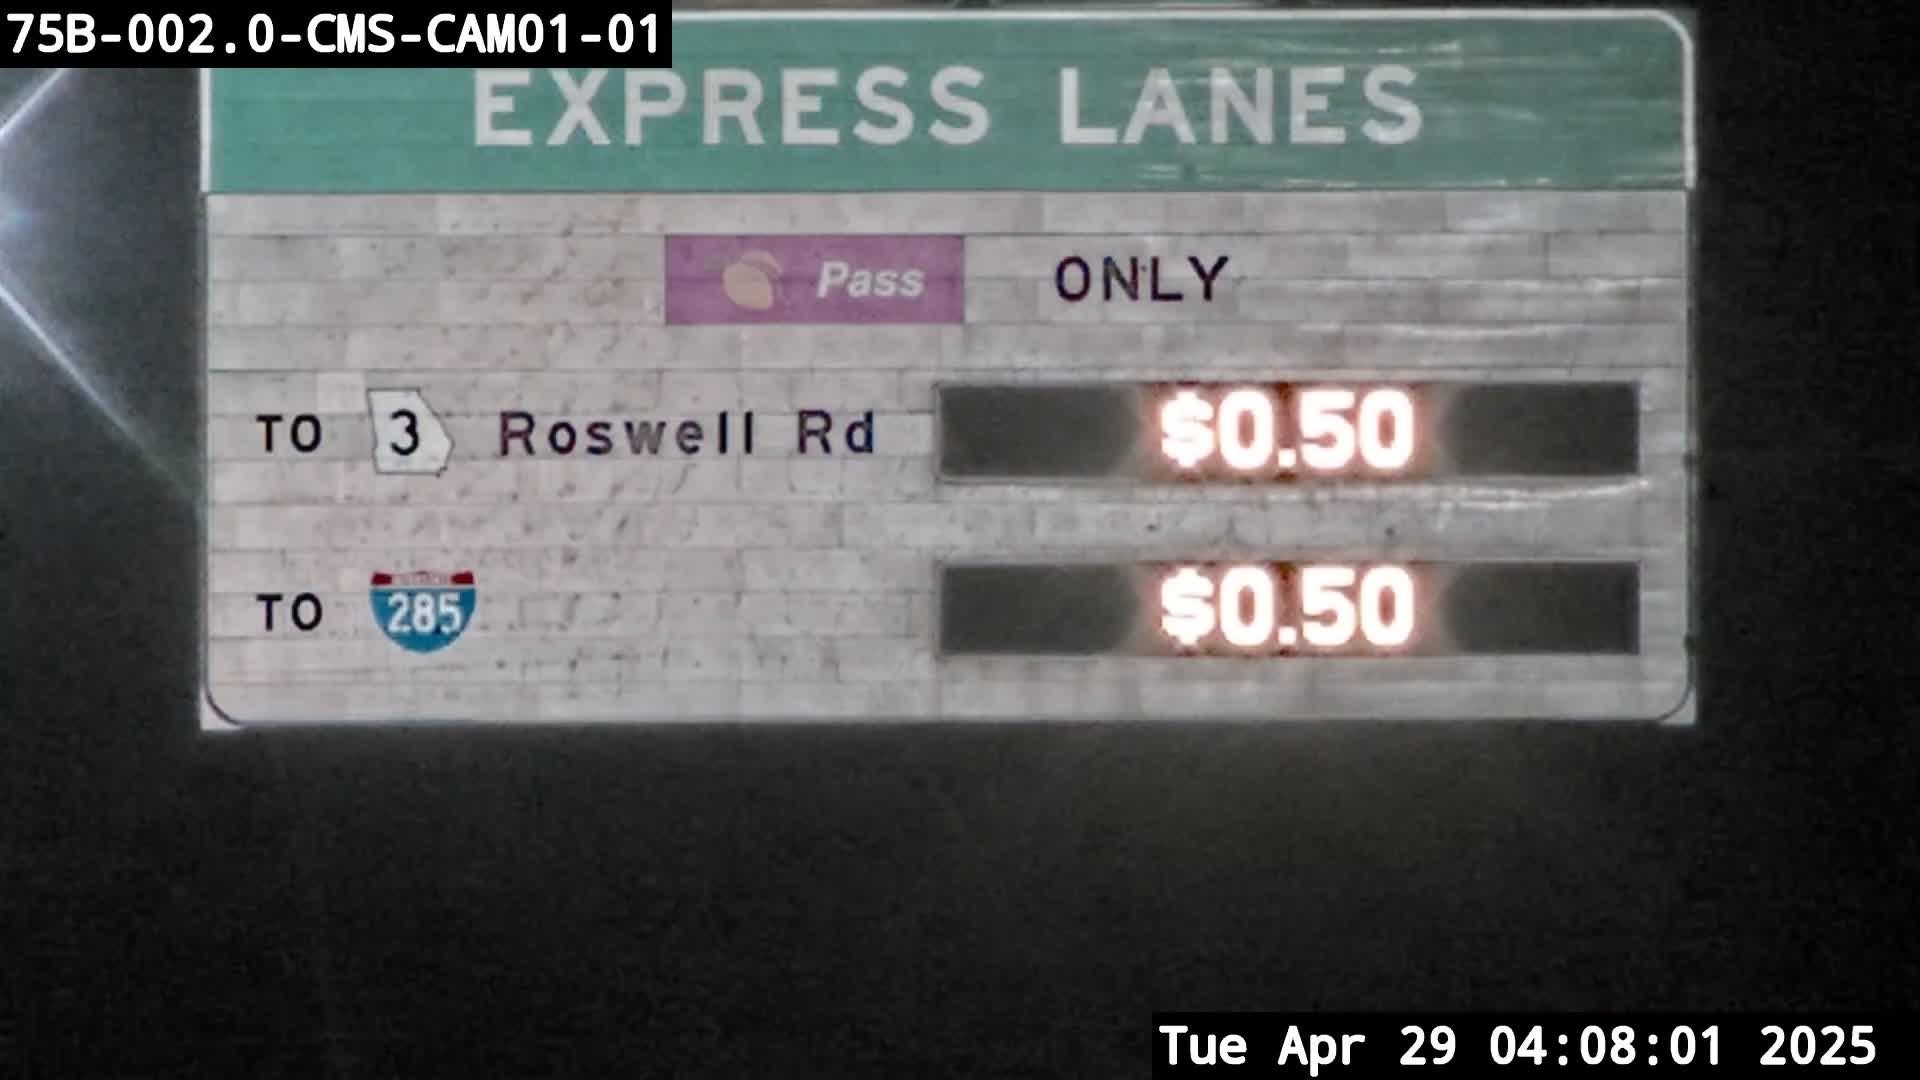 75B-002.0-CMS-CAM01-01
EXPRESS LANES
Pass ONLY
TO 3 Roswell Rd $0.50
TO 285 $0.50
Tue Apr 29 04:08:01 2025